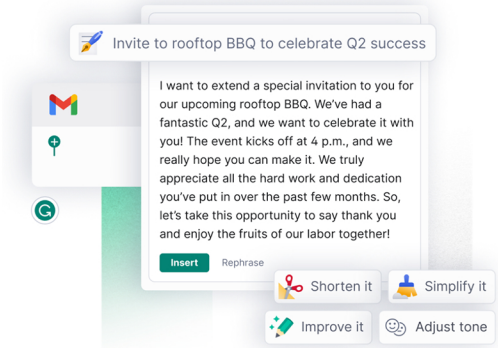 Invite to rooftop BBQ to celebrate Q2 success
I want to extend a special invitation to you for
our upcoming rooftop BBQ. We’ve had a
fantastic Q2, and we want to celebrate it with
you! The event kicks off at 4 p.m., and we
really hope you can make it. We truly
appreciate all the hard work and dedication
you’ve put in over the past few months. So,
let’s take this opportunity to say thank you
and enjoy the fruits of our labor together!
Insert Rephrase
Shorten it Simplify it
Improve it Adjust tone